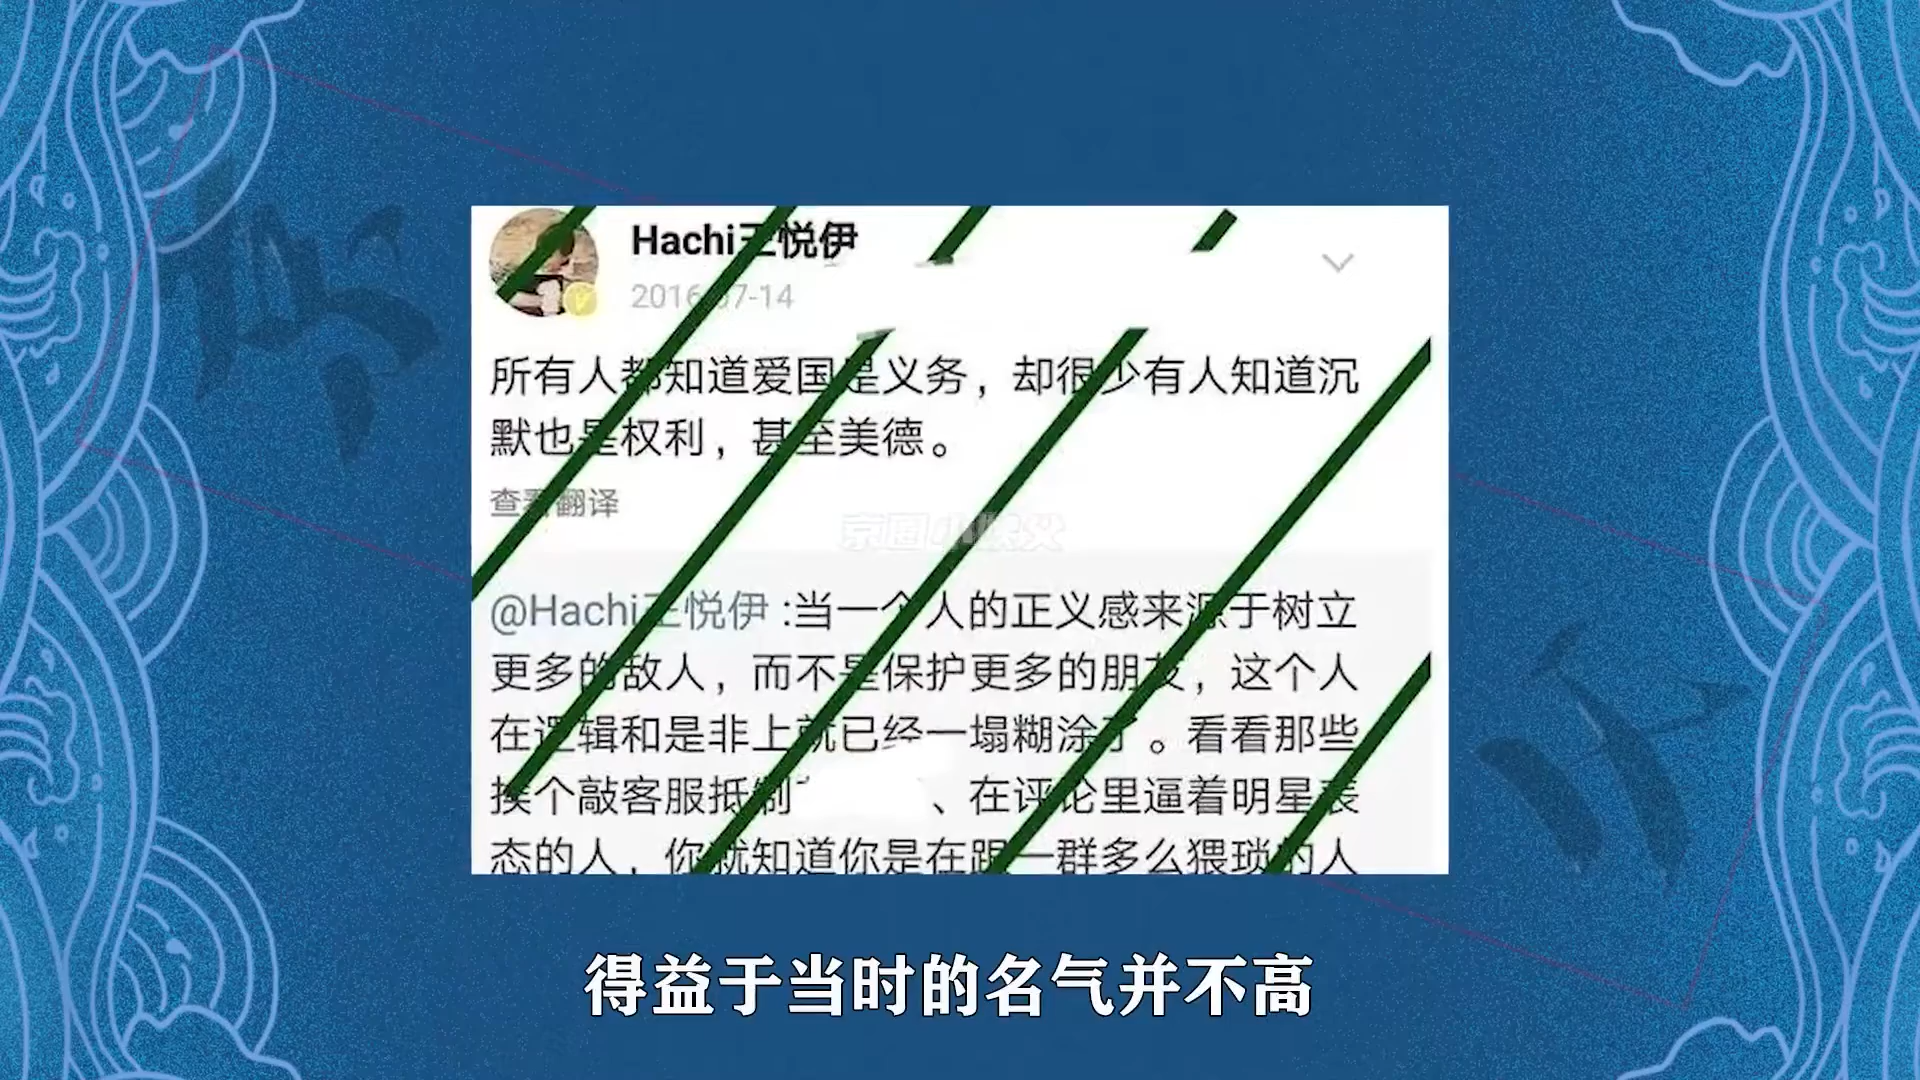 Hachi王悦伊
2016-07-14
所有人都知道爱国是义务，却很少有人知道沉
默也是权利，甚至美德。
查看翻译
@Hachi王悦伊 :当一个人的正义感来源于树立
更多的敌人，而不是保护更多的朋友，这个人
在逻辑和是非上就已经一塌糊涂了。看看那些
挨个敲客服抵制 、在评论里逼着明星表
态的人，你就知道你是在跟一群多么猥琐的人
得益于当时的名气并不高